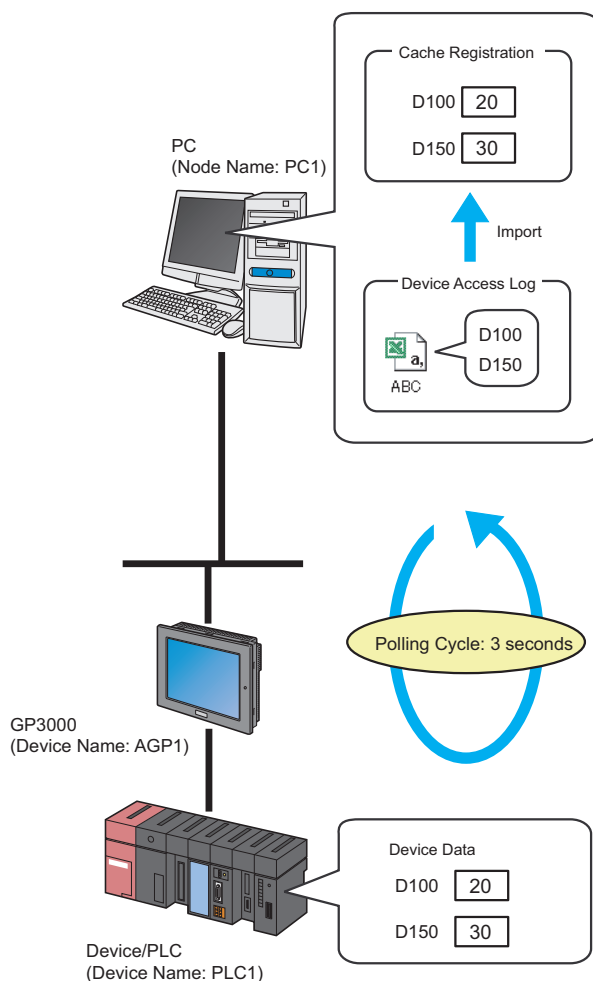 Cache Registration
D100 20
D150 30
PC
(Node Name: PC1)
Import
Device Access Log
D100
D150
a,
ABC
Polling Cycle: 3 seconds
GP3000
(Device Name: AGP1)
Device Data
D100 20
D150 30
Device/PLC
(Device Name: PLC1)